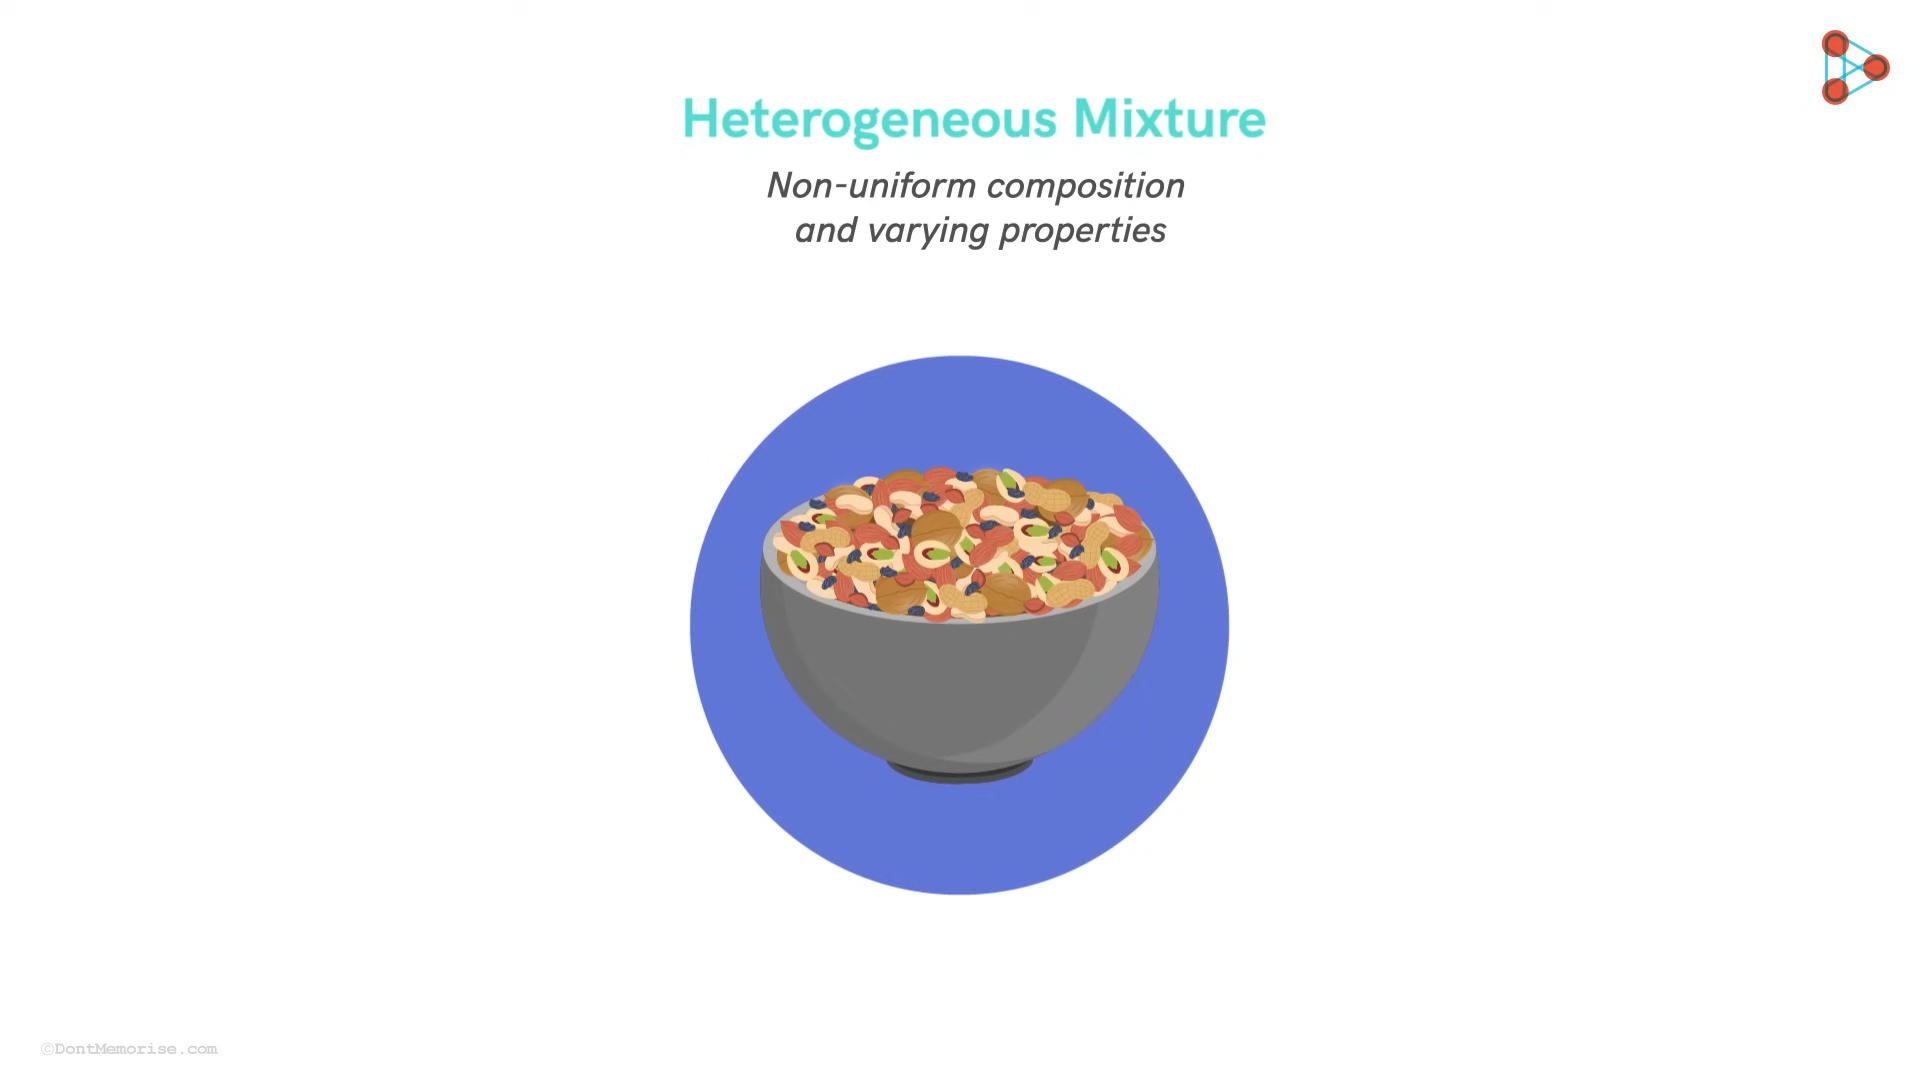 Heterogeneous Mixture
Non-uniform composition
and varying properties
©DontMemorise.com